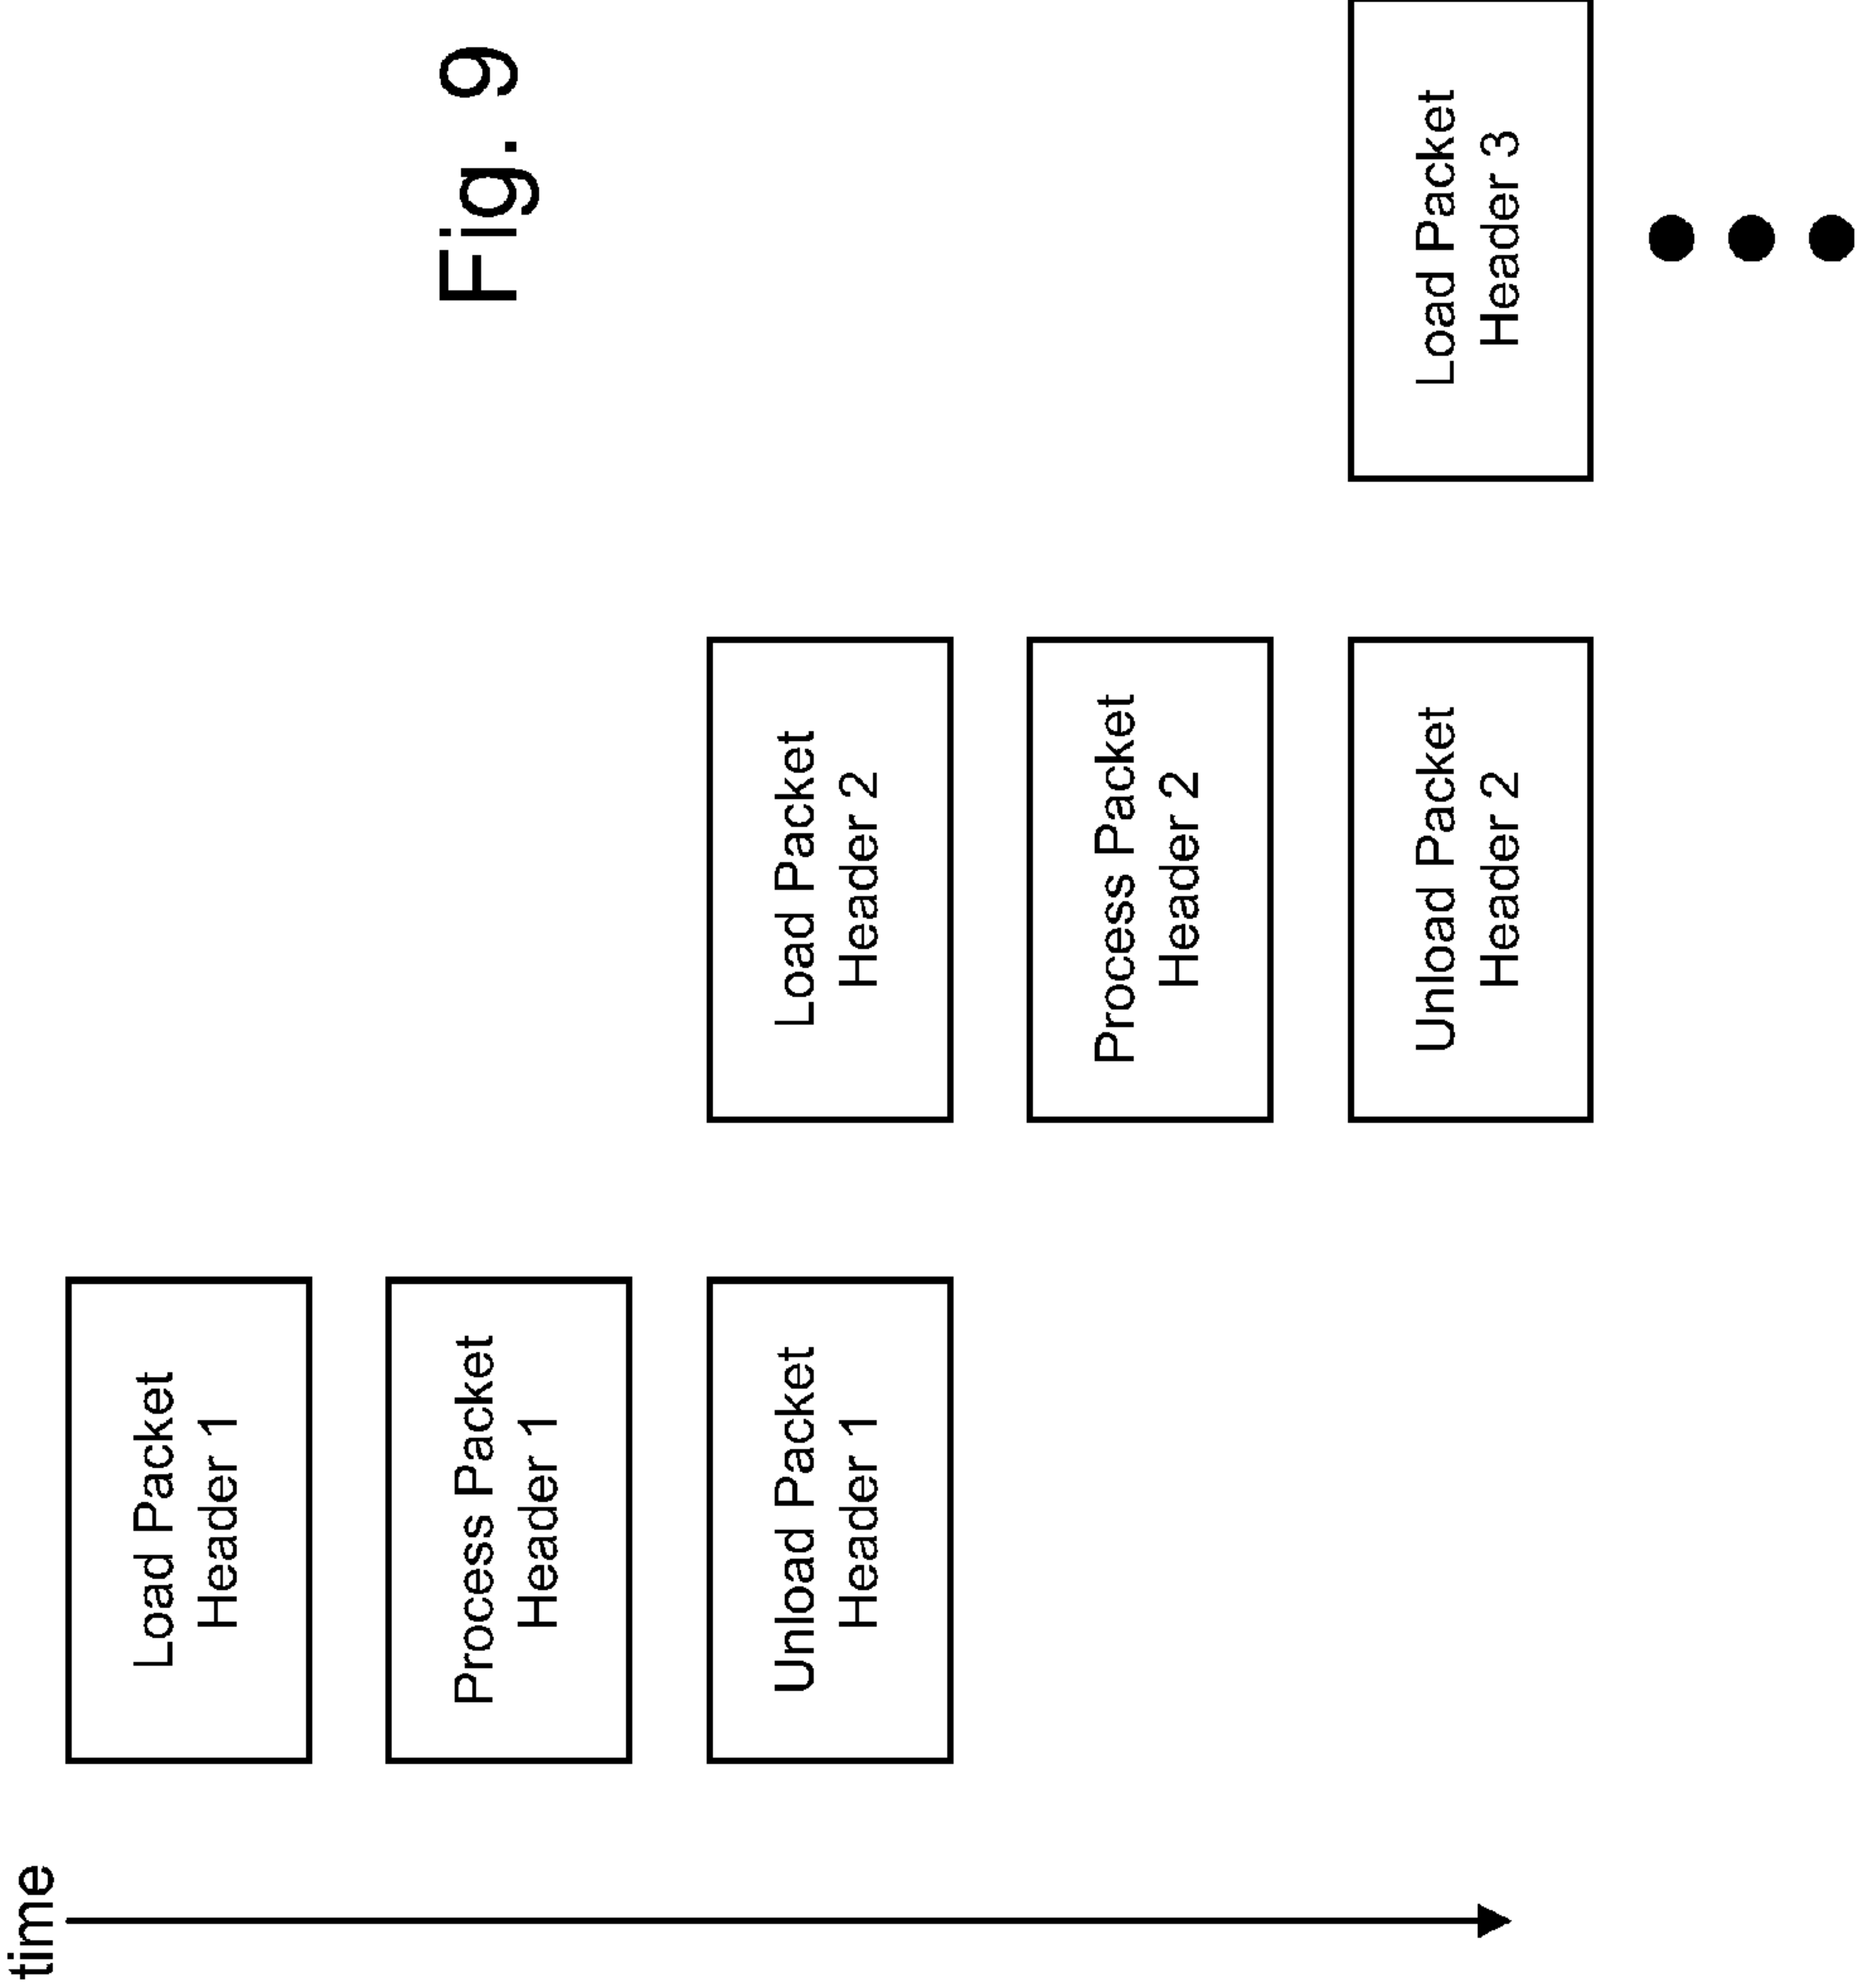 time
Load Packet
Header 1
Process Packet
Header 1
Unload Packet
Header 1
Load Packet
Header 2
Process Packet
Header 2
Unload Packet
Header 2
Load Packet
Header 3
Fig. 9